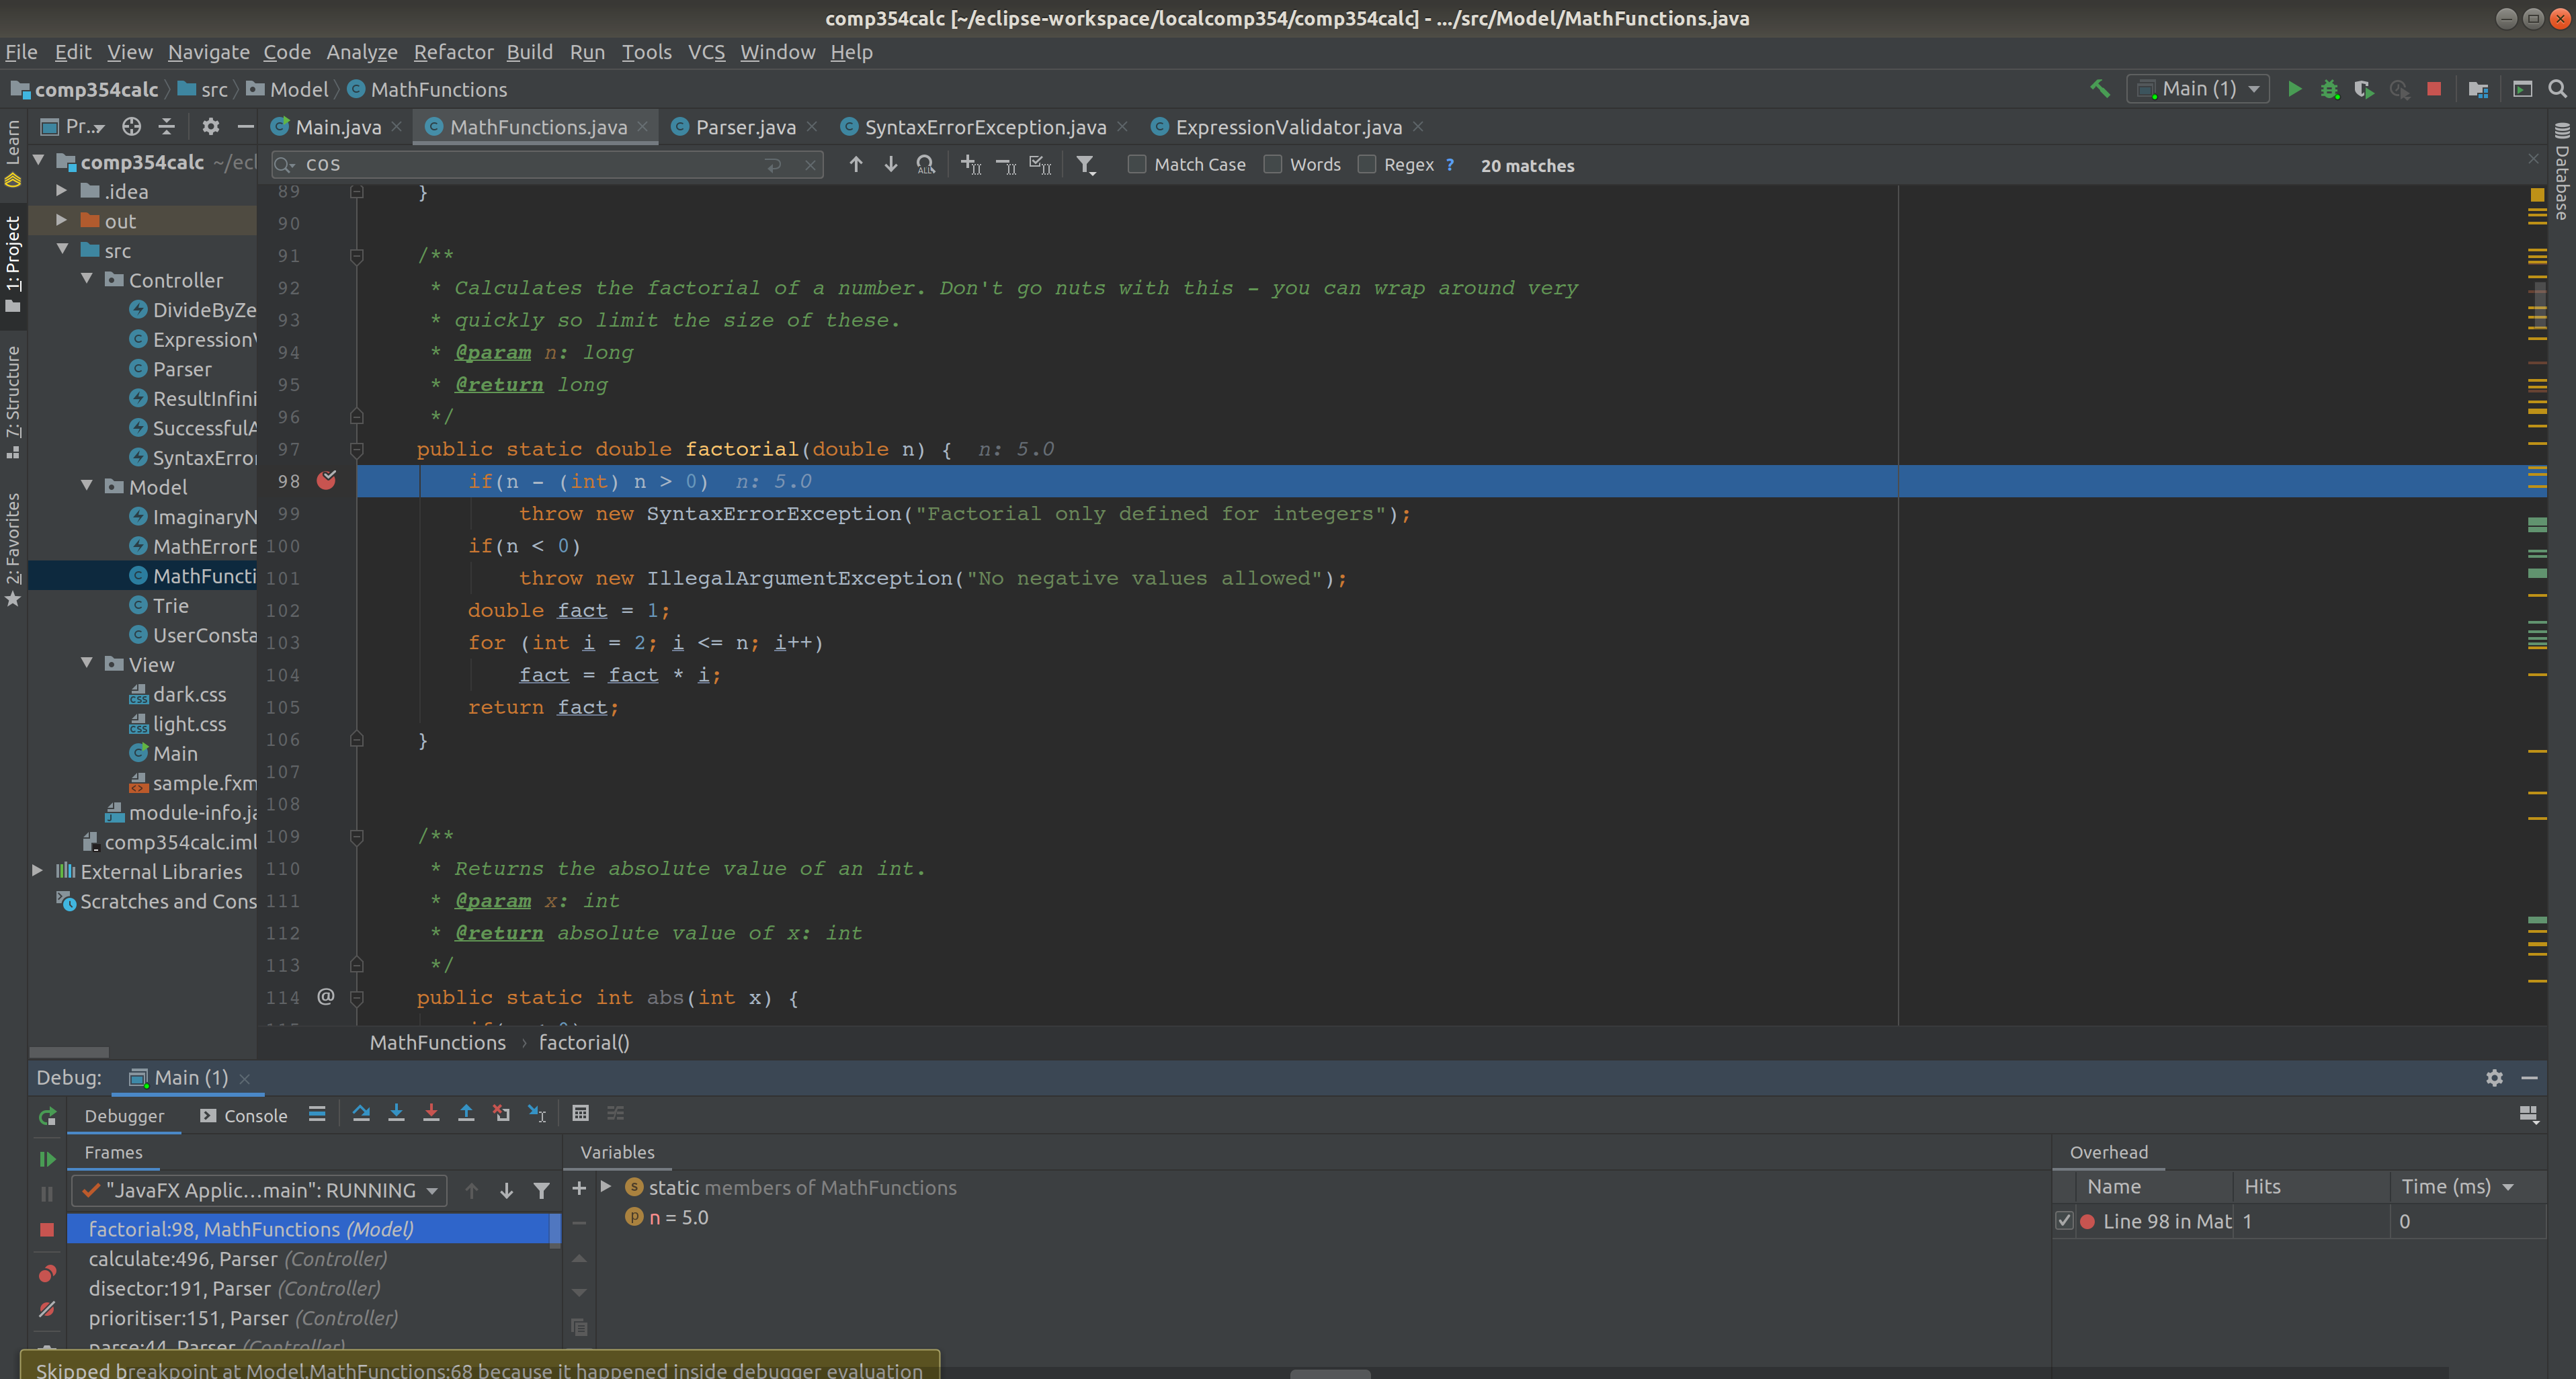 comp354calc [~/eclipse-workspace/localcomp354/comp354calc] - .../src/Model/MathFunctions.java
File Edit View Navigate Code Analyze Refactor Build Run Tools VCS Window Help
comp354calc src Model MathFunctions
Main (1)
Learn
1: Project
7: Structure
2: Favorites
Database
Pr...
comp354calc ~/ecl
.idea
out
src
Controller
DivideByZe
ExpressionV
Parser
ResultInfini
SuccessfulA
SyntaxError
Model
ImaginaryN
MathErrorE
MathFuncti
Trie
UserConsta
View
dark.css
light.css
Main
sample.fxm
module-info.ja
comp354calc.iml
External Libraries
Scratches and Cons
Main.java MathFunctions.java Parser.java SyntaxErrorException.java ExpressionValidator.java
cos Match Case Words Regex ? 20 matches
89 }
90
91 /**
92 * Calculates the factorial of a number. Don't go nuts with this - you can wrap around very
93 * quickly so limit the size of these.
94 * @param n: long
95 * @return long
96 */
97 public static double factorial(double n) { n: 5.0
98 if(n - (int) n > 0) n: 5.0
99 throw new SyntaxErrorException("Factorial only defined for integers");
100 if(n < 0)
101 throw new IllegalArgumentException("No negative values allowed");
102 double fact = 1;
103 for (int i = 2; i <= n; i++)
104 fact = fact * i;
105 return fact;
106 }
107
108
109 /**
110 * Returns the absolute value of an int.
111 * @param x: int
112 * @return absolute value of x: int
113 */
114 @ public static int abs(int x) {
MathFunctions › factorial()
Debug: Main (1)
Debugger Console
Frames
"JavaFX Applic...main": RUNNING
factorial:98, MathFunctions (Model)
calculate:496, Parser (Controller)
disector:191, Parser (Controller)
prioritiser:151, Parser (Controller)
parse:44, Parser (Controller)
Variables
static members of MathFunctions
n = 5.0
Overhead
Name Hits Time (ms)
Line 98 in Mat 1 0
Skipped breakpoint at Model.MathFunctions:68 because it happened inside debugger evaluation